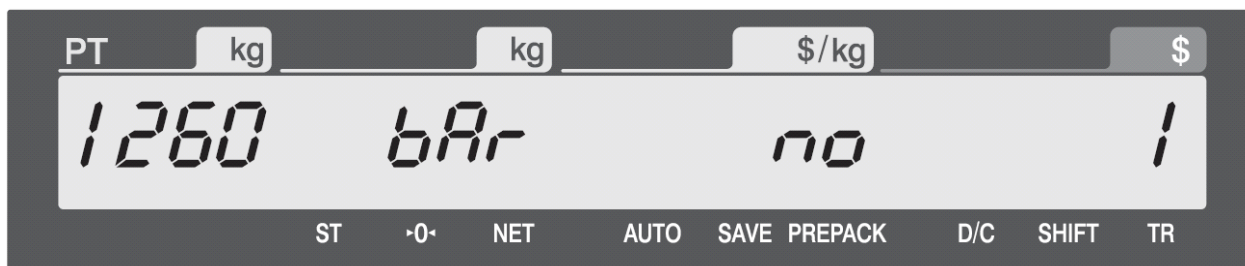 PT kg kg $/kg $
1260 bAr no 1
ST ▸0◂ NET AUTO SAVE PREPACK D/C SHIFT TR